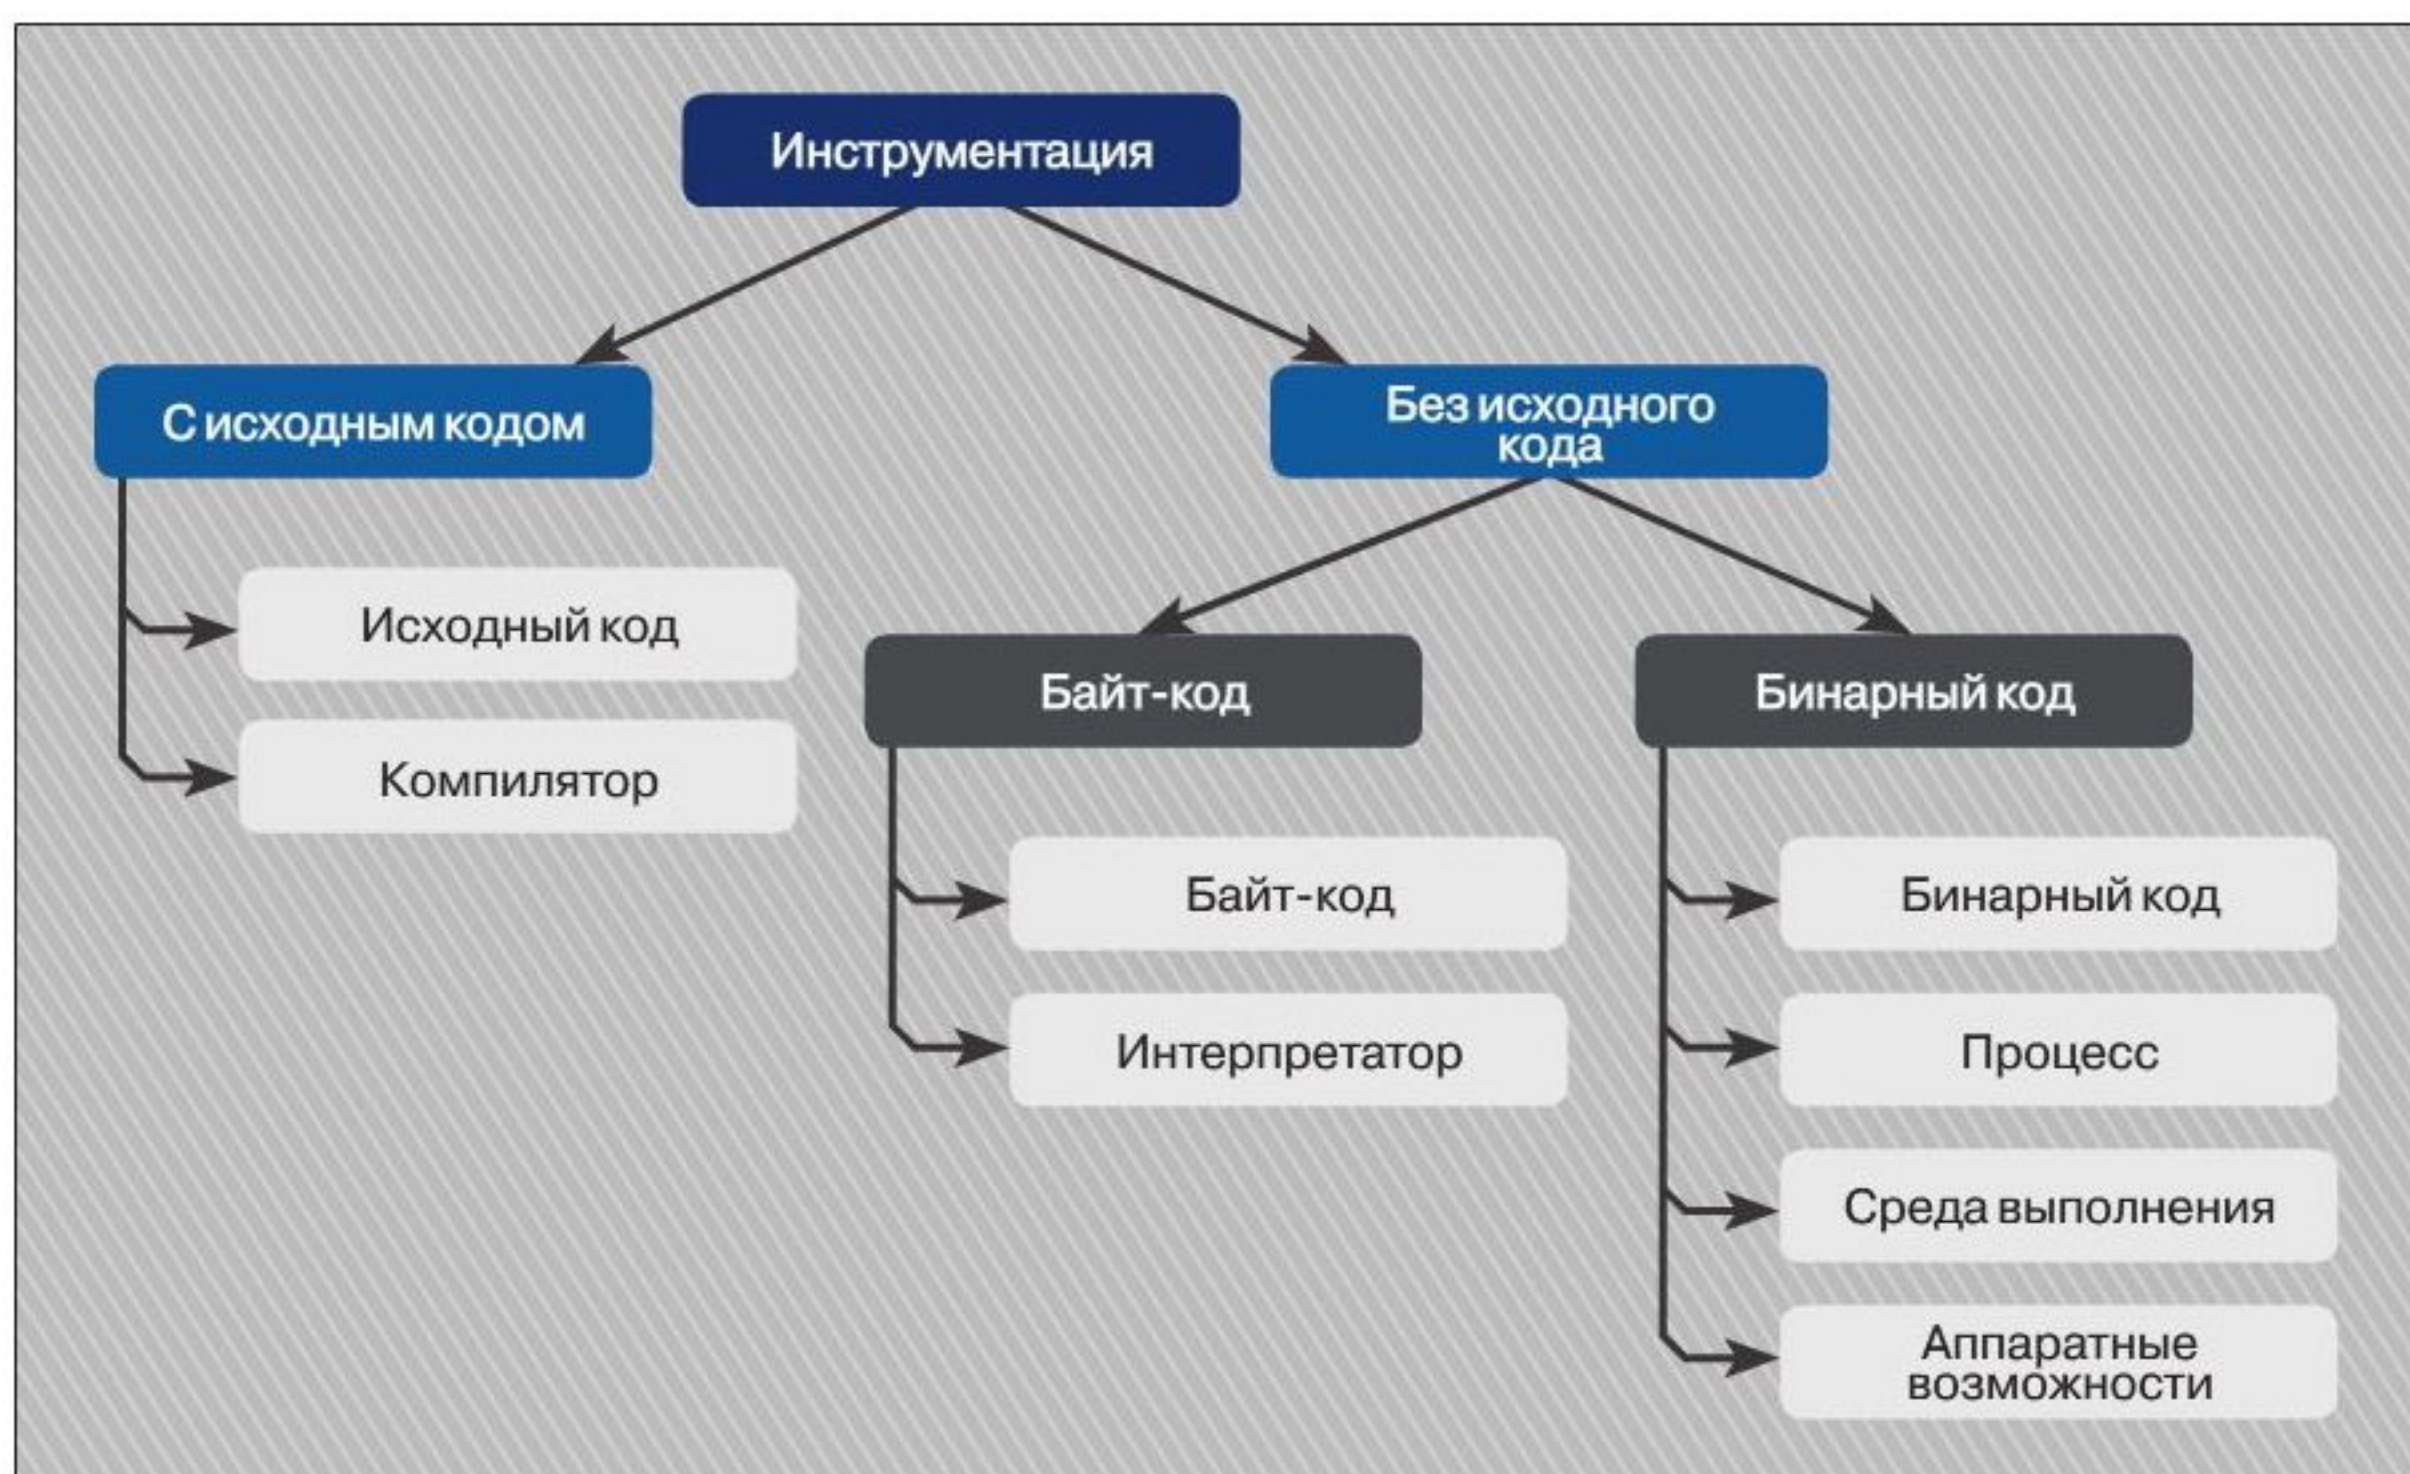 Инструментация
С исходным кодом
Без исходного
кода
Исходный код
Компилятор
Байт-код
Бинарный код
Байт-код
Интерпретатор
Бинарный код
Процесс
Среда выполнения
Аппаратные
возможности